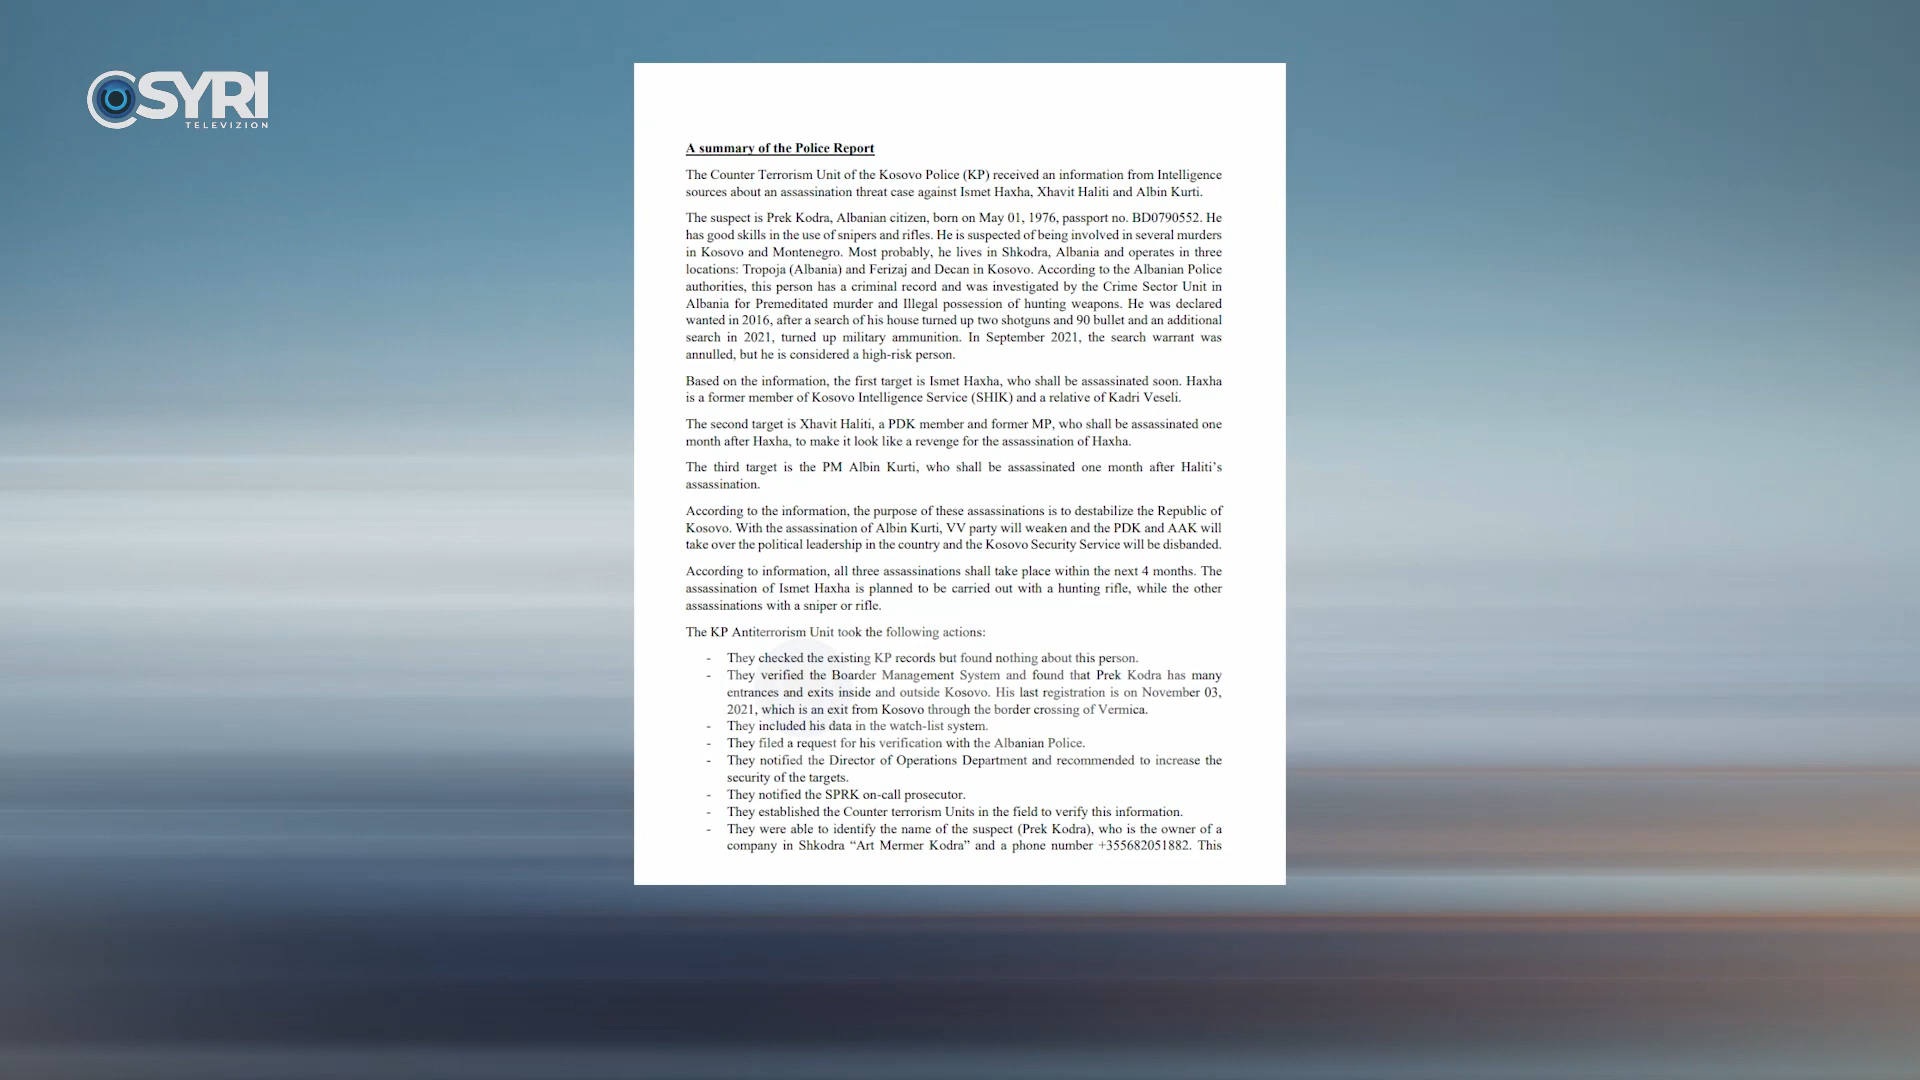 SYRI
TELEVIZION
A summary of the Police Report
The Counter Terrorism Unit of the Kosovo Police (KP) received an information from Intelligence
sources about an assassination threat case against Ismet Haxha, Xhavit Haliti and Albin Kurti.
The suspect is Prek Kodra, Albanian citizen, born on May 01, 1976, passport no. BD0790552. He
has good skills in the use of snipers and rifles. He is suspected of being involved in several murders
in Kosovo and Montenegro. Most probably, he lives in Shkodra, Albania and operates in three
locations: Tropoja (Albania) and Ferizaj and Decan in Kosovo. According to the Albanian Police
authorities, this person has a criminal record and was investigated by the Crime Sector Unit in
Albania for Premeditated murder and Illegal possession of hunting weapons. He was declared
wanted in 2016, after a search of his house turned up two shotguns and 90 bullet and an additional
search in 2021, turned up military ammunition. In September 2021, the search warrant was
annulled, but he is considered a high-risk person.
Based on the information, the first target is Ismet Haxha, who shall be assassinated soon. Haxha
is a former member of Kosovo Intelligence Service (SHIK) and a relative of Kadri Veseli.
The second target is Xhavit Haliti, a PDK member and former MP, who shall be assassinated one
month after Haxha, to make it look like a revenge for the assassination of Haxha.
The third target is the PM Albin Kurti, who shall be assassinated one month after Haliti's
assassination.
According to the information, the purpose of these assassinations is to destabilize the Republic of
Kosovo. With the assassination of Albin Kurti, VV party will weaken and the PDK and AAK will
take over the political leadership in the country and the Kosovo Security Service will be disbanded.
According to information, all three assassinations shall take place within the next 4 months. The
assassination of Ismet Haxha is planned to be carried out with a hunting rifle, while the other
assassinations with a sniper or rifle.
The KP Antiterrorism Unit took the following actions:
- They checked the existing KP records but found nothing about this person.
- They verified the Boarder Management System and found that Prek Kodra has many
entrances and exits inside and outside Kosovo. His last registration is on November 03,
2021, which is an exit from Kosovo through the border crossing of Vermica.
- They included his data in the watch-list system.
- They filed a request for his verification with the Albanian Police.
- They notified the Director of Operations Department and recommended to increase the
security of the targets.
- They notified the SPRK on-call prosecutor.
- They established the Counter terrorism Units in the field to verify this information.
- They were able to identify the name of the suspect (Prek Kodra), who is the owner of a
company in Shkodra “Art Mermer Kodra” and a phone number +355682051882. This